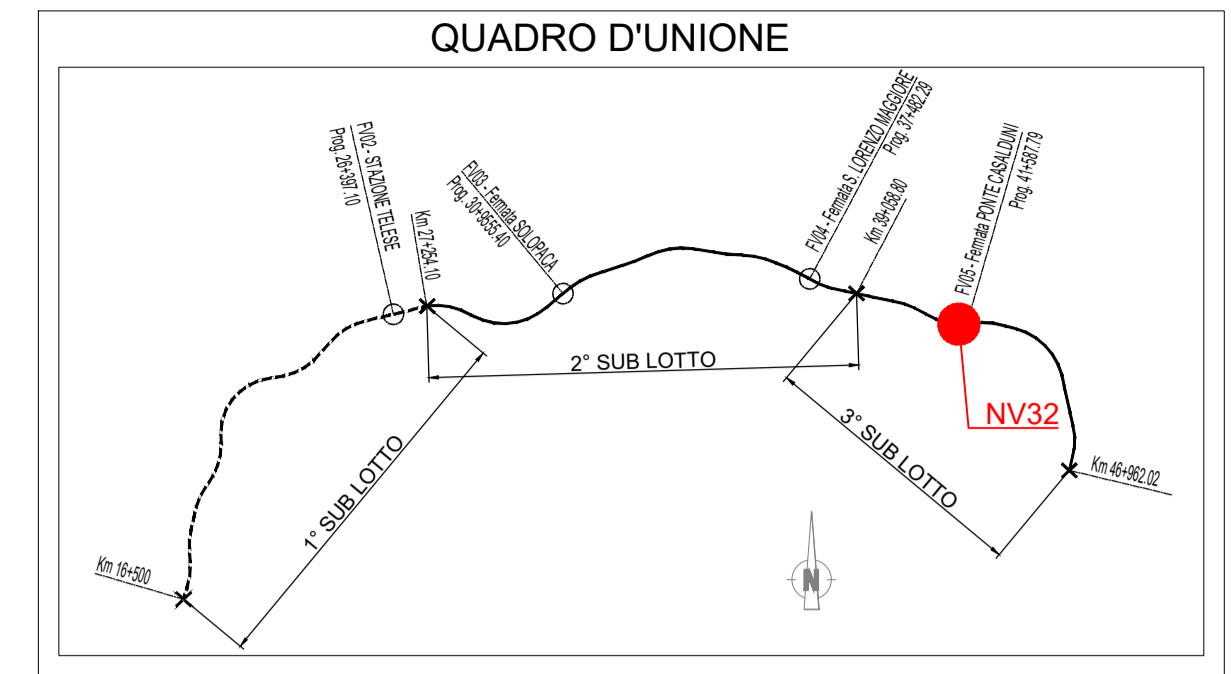 QUADRO D'UNIONE
FV02 - STAZIONE TELESE
Prog. 26+397.10
Km 27+254.10
FV03 - Fermata SOLOPACA
Prog. 30+9555.40
FV04 - Fermata S. LORENZO MAGGIORE
Prog. 37+482.29
Km 39+058.80
FV05 - Fermata PONTE CASALDUNI
Prog. 41+587.79
2° SUB LOTTO
NV32
1° SUB LOTTO
3° SUB LOTTO
Km 46+962.02
Km 16+500
N